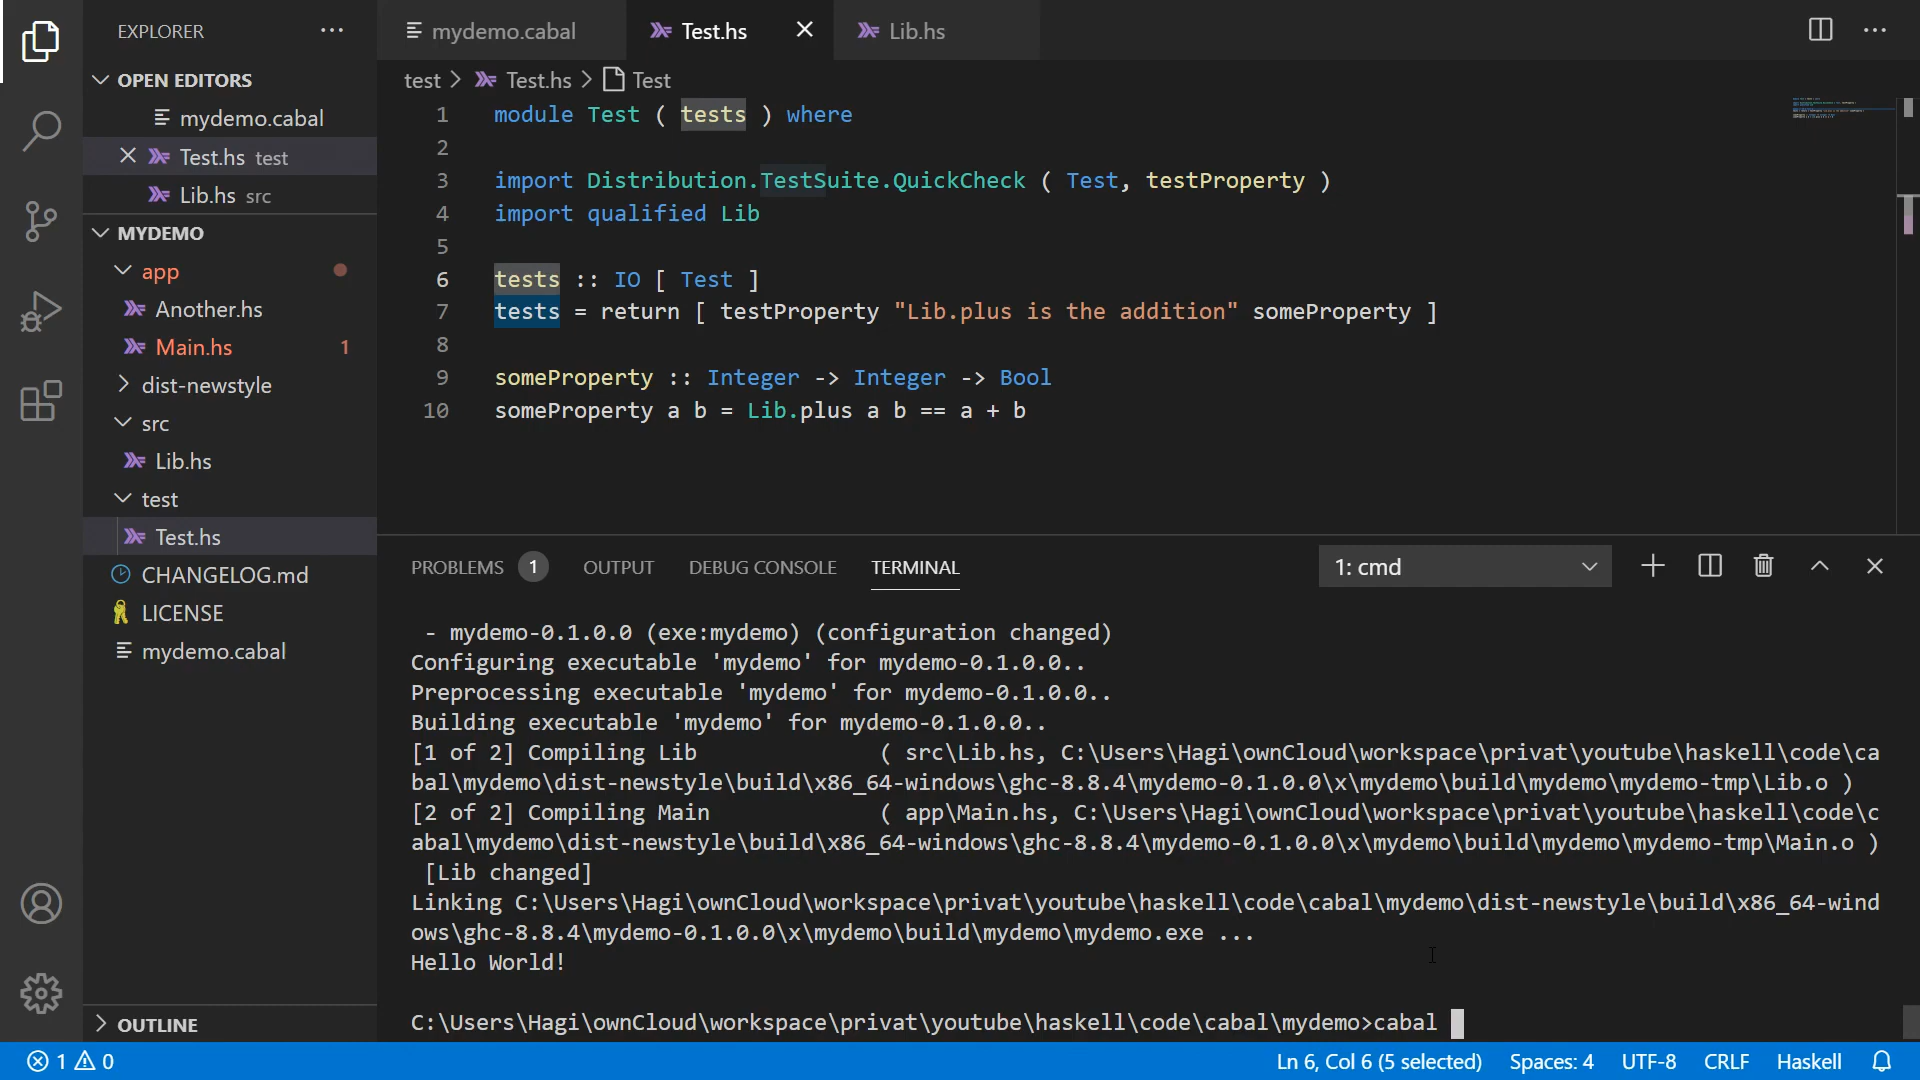 EXPLORER
OPEN EDITORS
mydemo.cabal
Test.hs test
Lib.hs src
MYDEMO
app
Another.hs
Main.hs 1
dist-newstyle
src
Lib.hs
test
Test.hs
CHANGELOG.md
LICENSE
mydemo.cabal
OUTLINE
mydemo.cabal Test.hs Lib.hs
test > Test.hs > Test
1 module Test ( tests ) where
2
3 import Distribution.TestSuite.QuickCheck ( Test, testProperty )
4 import qualified Lib
5
6 tests :: IO [ Test ]
7 tests = return [ testProperty "Lib.plus is the addition" someProperty ]
8
9 someProperty :: Integer -> Integer -> Bool
10 someProperty a b = Lib.plus a b == a + b
PROBLEMS 1 OUTPUT DEBUG CONSOLE TERMINAL 1: cmd
- mydemo-0.1.0.0 (exe:mydemo) (configuration changed)
Configuring executable 'mydemo' for mydemo-0.1.0.0..
Preprocessing executable 'mydemo' for mydemo-0.1.0.0..
Building executable 'mydemo' for mydemo-0.1.0.0..
[1 of 2] Compiling Lib ( src\Lib.hs, C:\Users\Hagi\ownCloud\workspace\privat\youtube\haskell\code\ca
bal\mydemo\dist-newstyle\build\x86_64-windows\ghc-8.8.4\mydemo-0.1.0.0\x\mydemo\build\mydemo\mydemo-tmp\Lib.o )
[2 of 2] Compiling Main ( app\Main.hs, C:\Users\Hagi\ownCloud\workspace\privat\youtube\haskell\code\c
abal\mydemo\dist-newstyle\build\x86_64-windows\ghc-8.8.4\mydemo-0.1.0.0\x\mydemo\build\mydemo\mydemo-tmp\Main.o )
[Lib changed]
Linking C:\Users\Hagi\ownCloud\workspace\privat\youtube\haskell\code\cabal\mydemo\dist-newstyle\build\x86_64-wind
ows\ghc-8.8.4\mydemo-0.1.0.0\x\mydemo\build\mydemo\mydemo.exe ...
Hello World!
C:\Users\Hagi\ownCloud\workspace\privat\youtube\haskell\code\cabal\mydemo>cabal
1 0 Ln 6, Col 6 (5 selected) Spaces: 4 UTF-8 CRLF Haskell